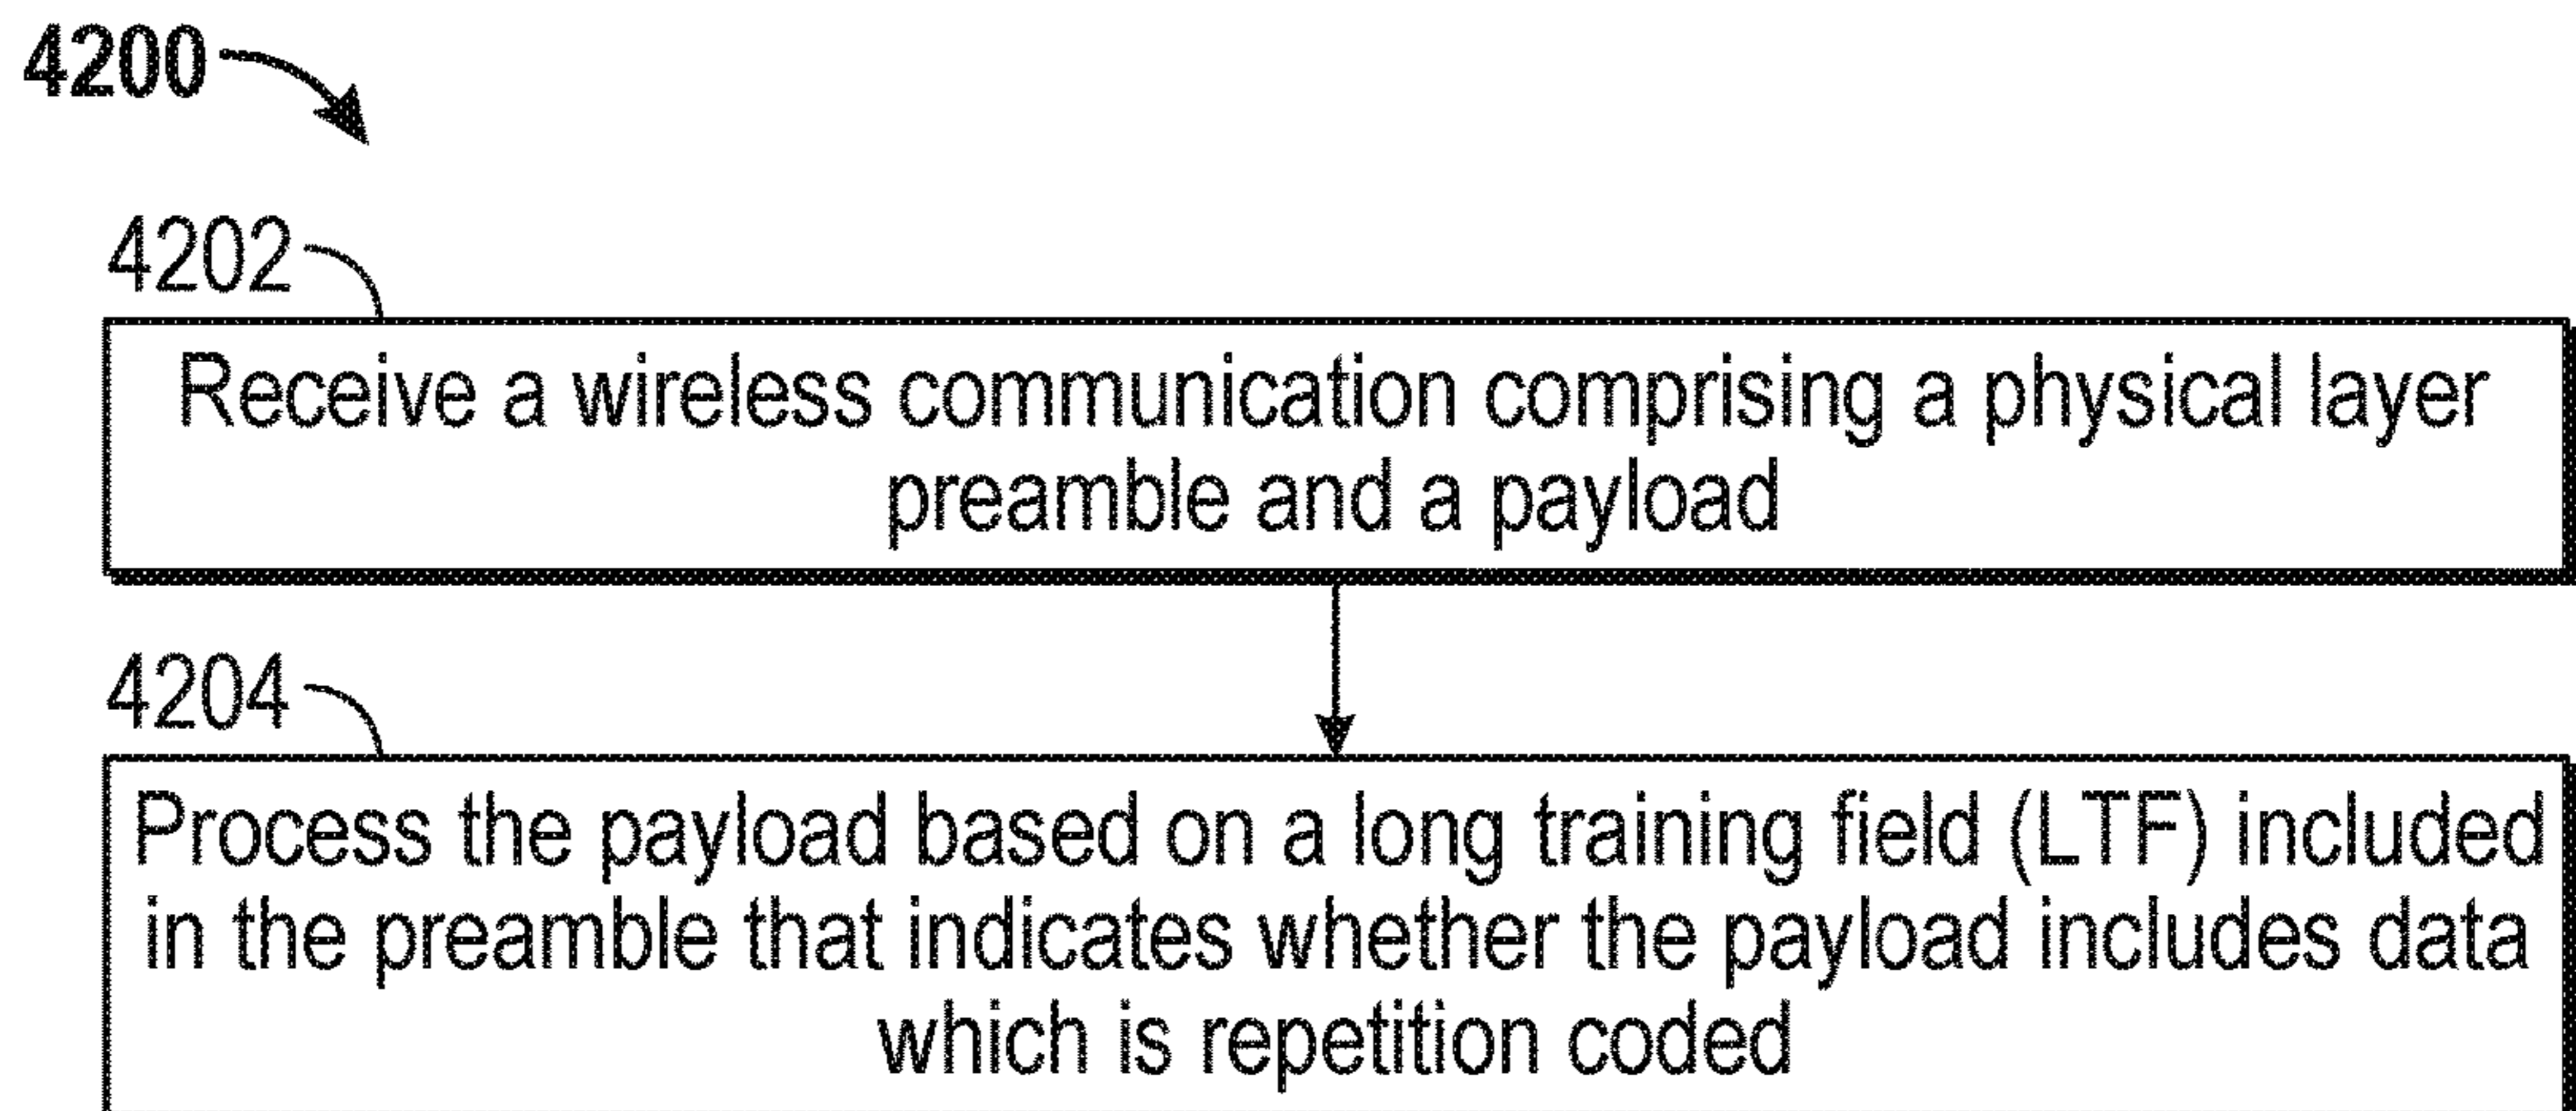 4200
4202
Receive a wireless communication comprising a physical layer
preamble and a payload
4204
Process the payload based on a long training field (LTF) included
in the preamble that indicates whether the payload includes data
which is repetition coded